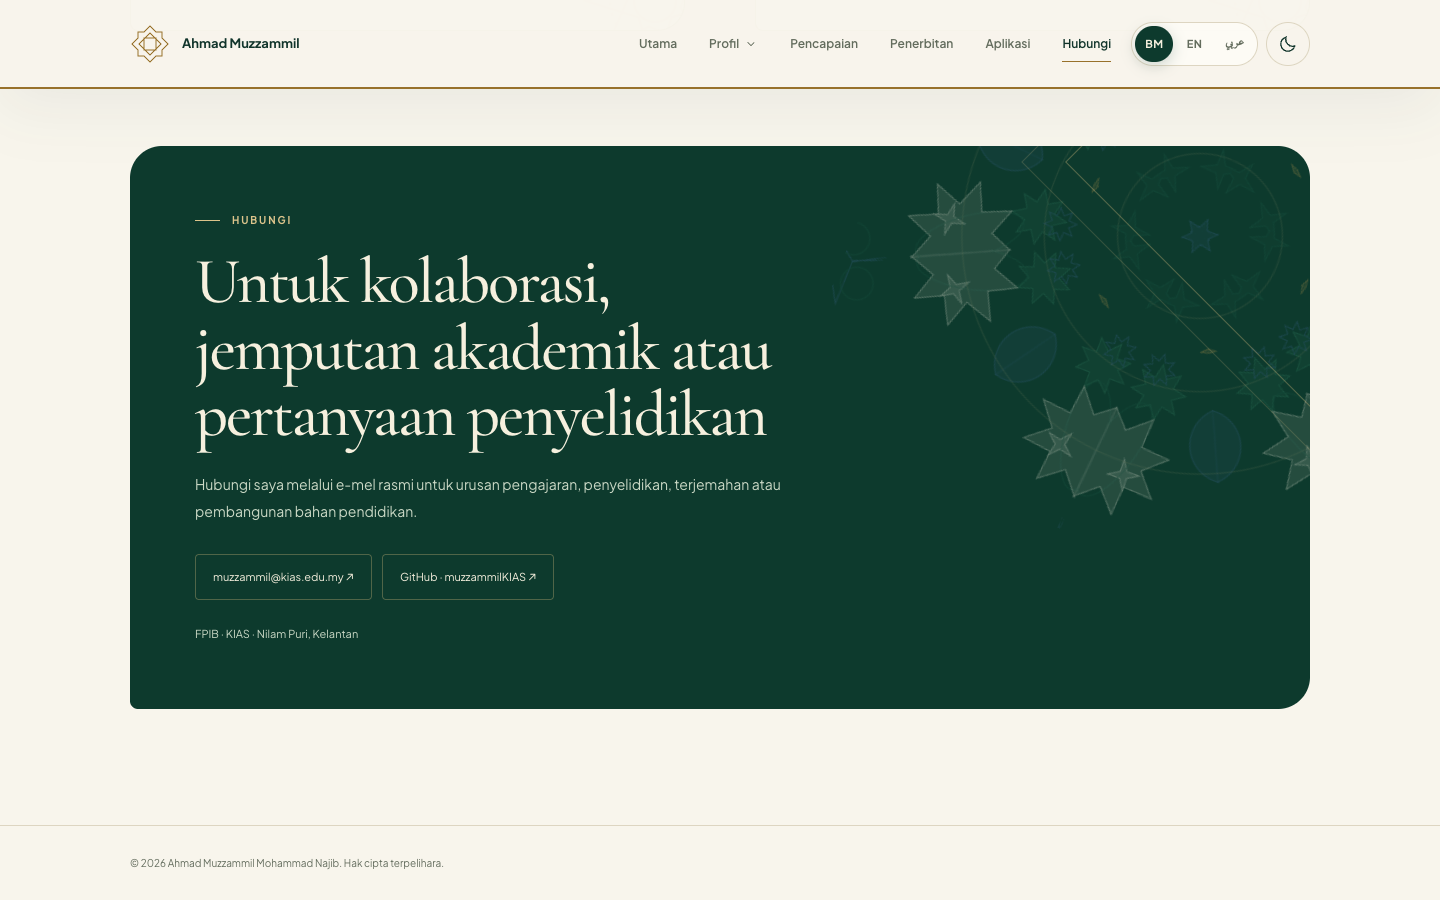 Ahmad Muzzammil
Utama
Profil
Pencapaian
Penerbitan
Aplikasi
Hubungi
BM
EN
عربي
HUBUNGI
Untuk kolaborasi,
jemputan akademik atau
pertanyaan penyelidikan
Hubungi saya melalui e-mel rasmi untuk urusan pengajaran, penyelidikan, terjemahan atau
pembangunan bahan pendidikan.
muzzammil@kias.edu.my ↗
GitHub · muzzammilKIAS ↗
FPIB · KIAS · Nilam Puri, Kelantan
© 2026 Ahmad Muzzammil Mohammad Najib. Hak cipta terpelihara.